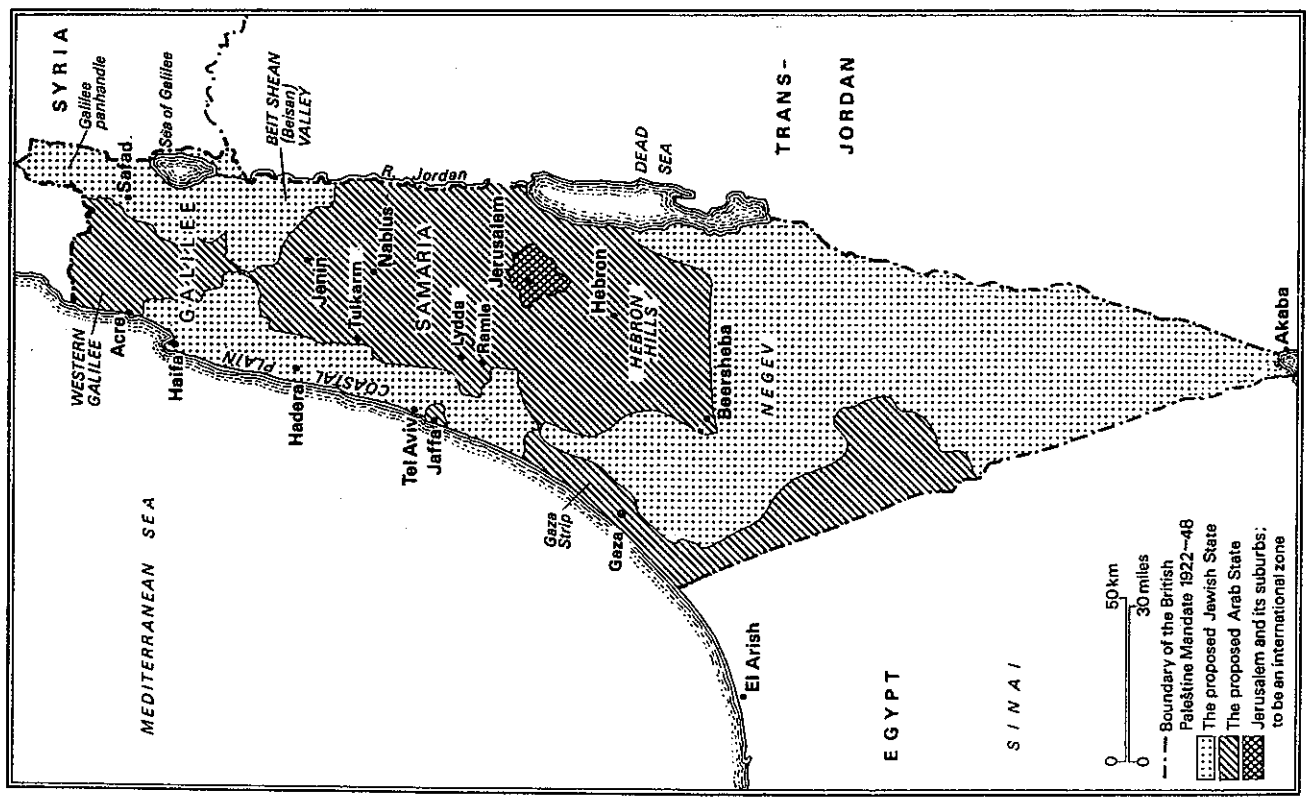 SYRIA
Galilee
panhandle
Safad
Sea of Galilee
WESTERN
GALILEE
Acre
GALILEE
Haifa
BEIT SHEAN
(Beisan)
VALLEY
MEDITERRANEAN SEA
Hadera
COASTAL PLAIN
Jenin
Tulkarm
Nablus
R. Jordan
SAMARIA
Tel Aviv
Jaffa
Lydda
Ramle
Jerusalem
TRANS-
JORDAN
DEAD
SEA
Hebron
HEBRON
HILLS
Gaza
Strip
Gaza
Beersheba
NEGEV
El Arish
EGYPT
SINAI
Akaba
0 50 km
0 30 miles
Boundary of the British
Palestine Mandate 1922–48
The proposed Jewish State
The proposed Arab State
Jerusalem and its suburbs:
to be an international zone